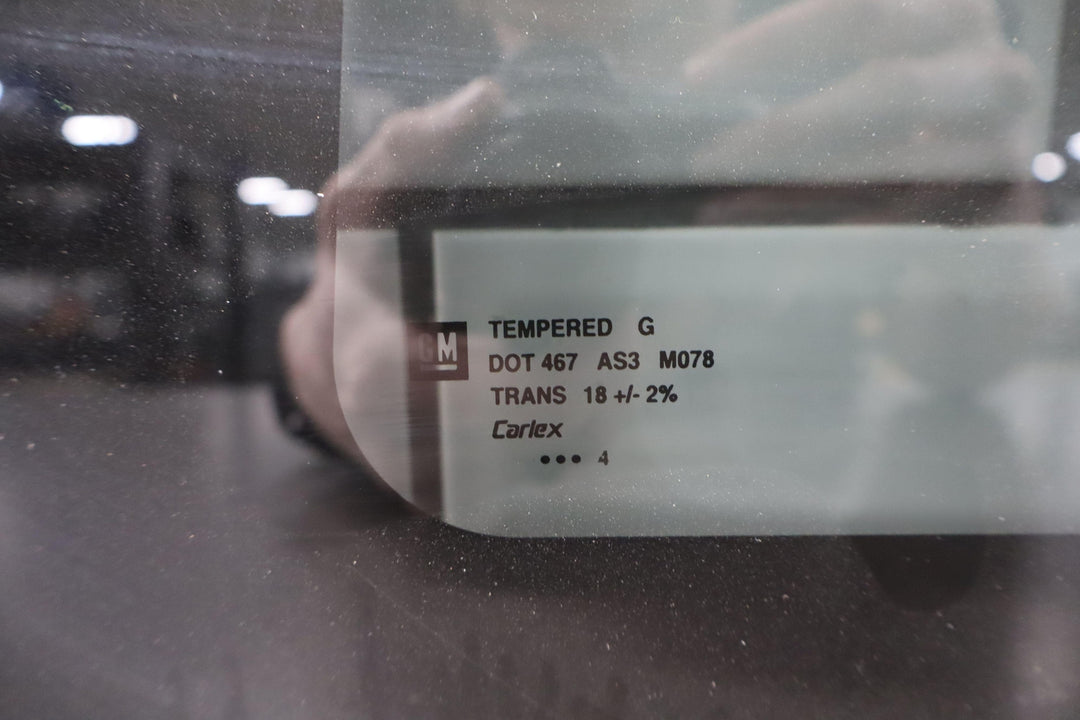 GM
TEMPERED G
DOT 467 AS3 M078
TRANS 18 +/- 2%
Carlex
••• 4